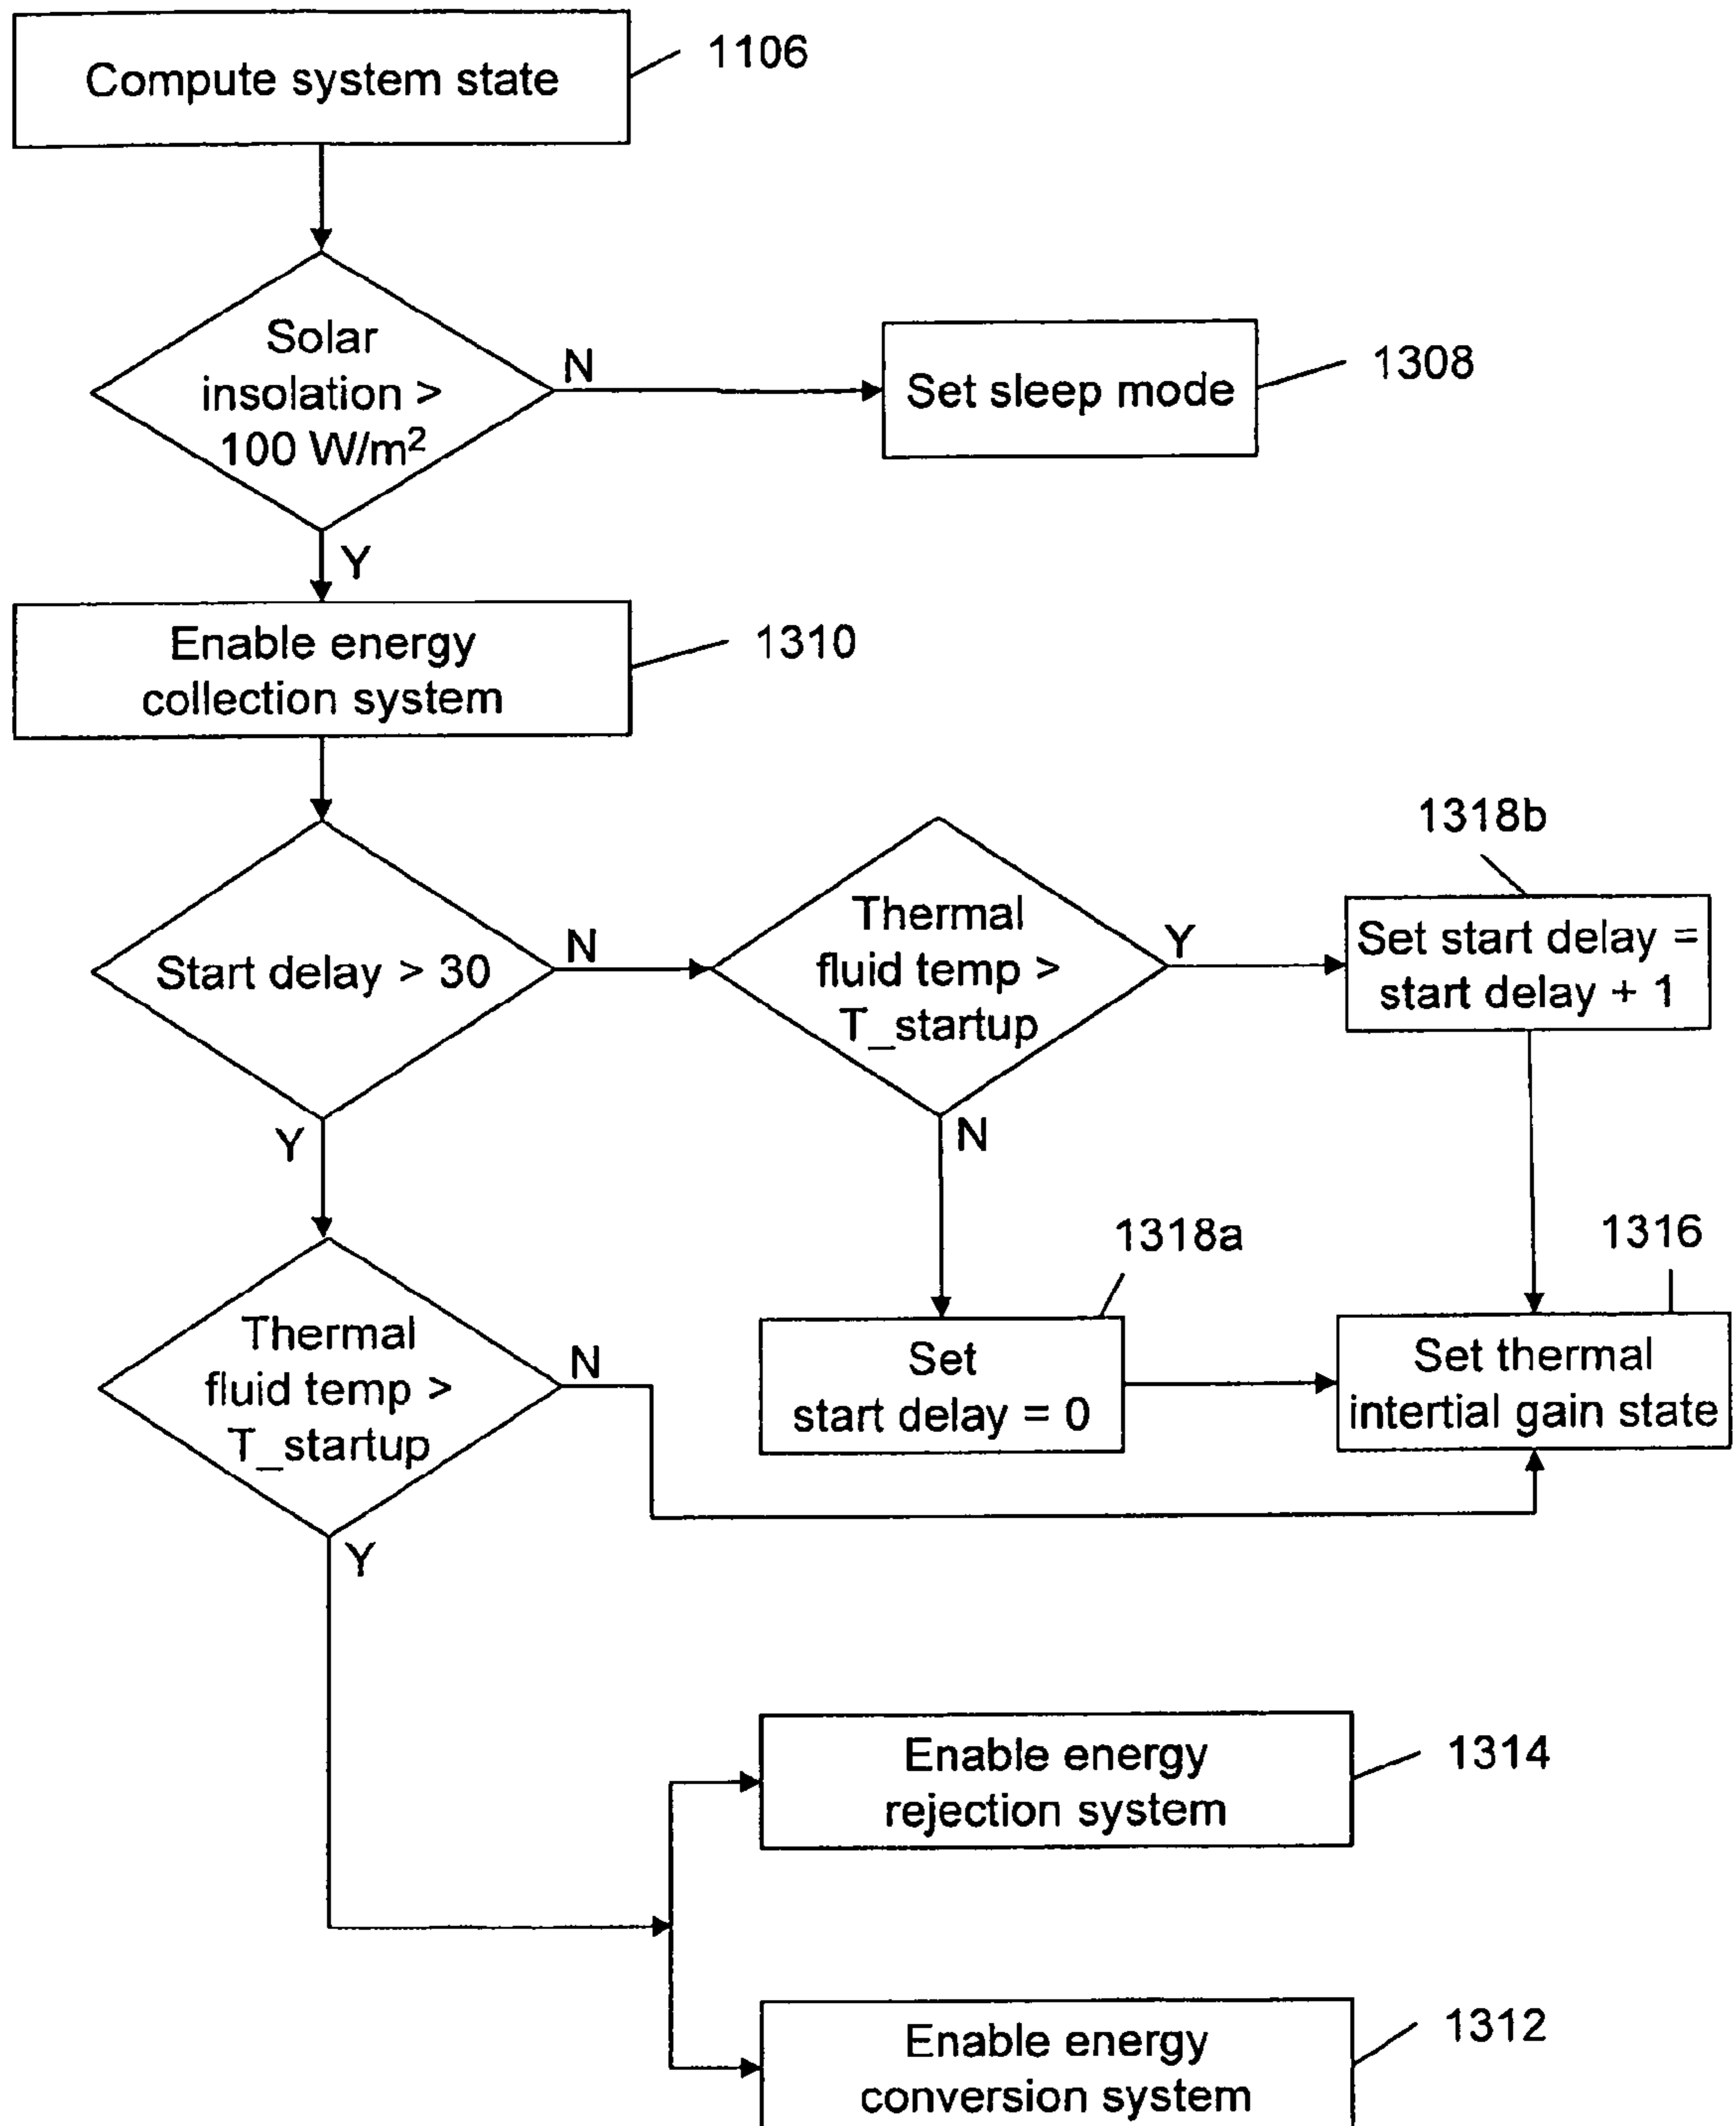 Compute system state
1106
Solar
insolation >
100 W/m²
N
Set sleep mode
1308
Y
Enable energy
collection system
1310
Start delay > 30
N
Thermal
fluid temp >
T_startup
Y
1318b
Set start delay =
start delay + 1
Y
N
1318a
Set
start delay = 0
1316
Set thermal
intertial gain state
Thermal
fluid temp >
T_startup
N
Y
Enable energy
rejection system
1314
Enable energy
conversion system
1312